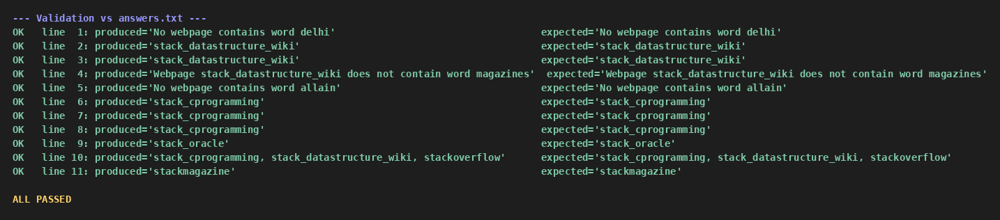 --- Validation vs answers.txt ---
OK   line  1: produced='No webpage contains word delhi'                                   expected='No webpage contains word delhi'
OK   line  2: produced='stack_datastructure_wiki'                                         expected='stack_datastructure_wiki'
OK   line  3: produced='stack_datastructure_wiki'                                         expected='stack_datastructure_wiki'
OK   line  4: produced='Webpage stack_datastructure_wiki does not contain word magazines'  expected='Webpage stack_datastructure_wiki does not contain word magazines'
OK   line  5: produced='No webpage contains word allain'                                  expected='No webpage contains word allain'
OK   line  6: produced='stack_cprogramming'                                               expected='stack_cprogramming'
OK   line  7: produced='stack_cprogramming'                                               expected='stack_cprogramming'
OK   line  8: produced='stack_cprogramming'                                               expected='stack_cprogramming'
OK   line  9: produced='stack_oracle'                                                     expected='stack_oracle'
OK   line 10: produced='stack_cprogramming, stack_datastructure_wiki, stackoverflow'      expected='stack_cprogramming, stack_datastructure_wiki, stackoverflow'
OK   line 11: produced='stackmagazine'                                                    expected='stackmagazine'

ALL PASSED